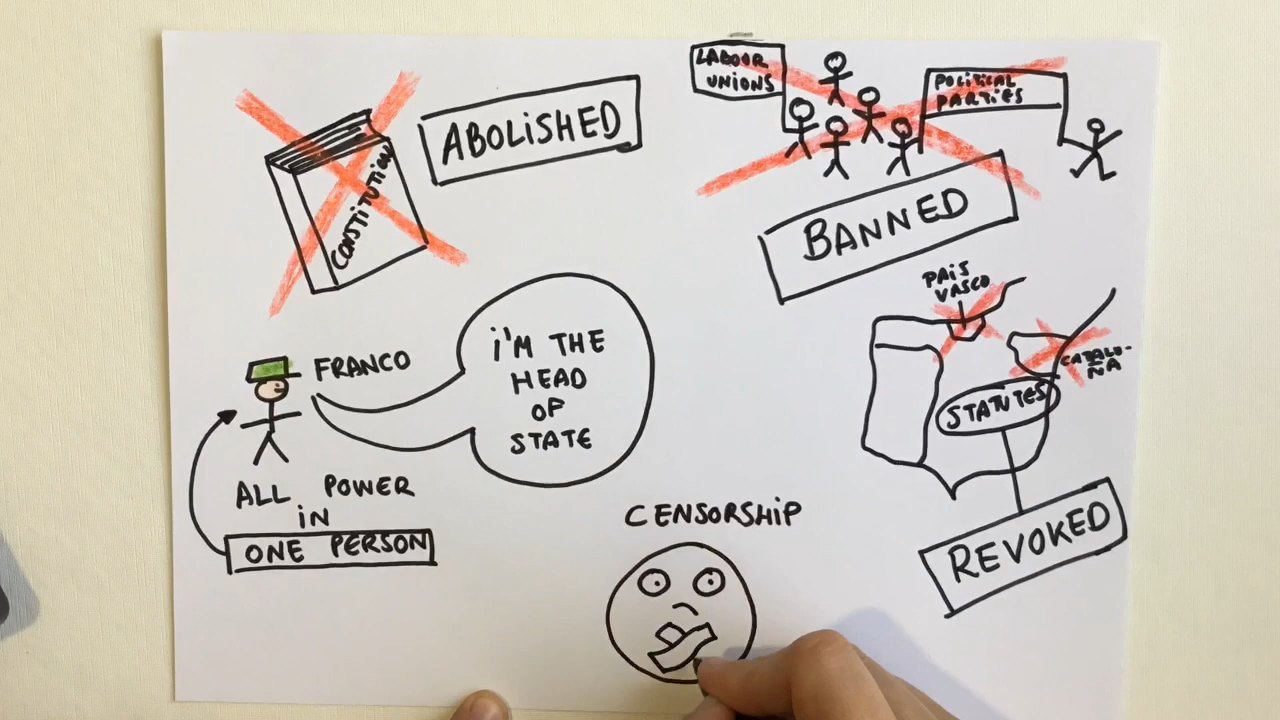 ABOLiSHED
CONSTITUTiON
LABOUR
UNiONS
POLiTiCAL
PARTiES
BANNED
FRANCO
i'M THE
HEAD
OF
STATE
ALL POWER
iN
ONE PERSON
PAiS
VASCO
CATALU-
ÑA
STATUTES
REVOKED
CENSORSHiP